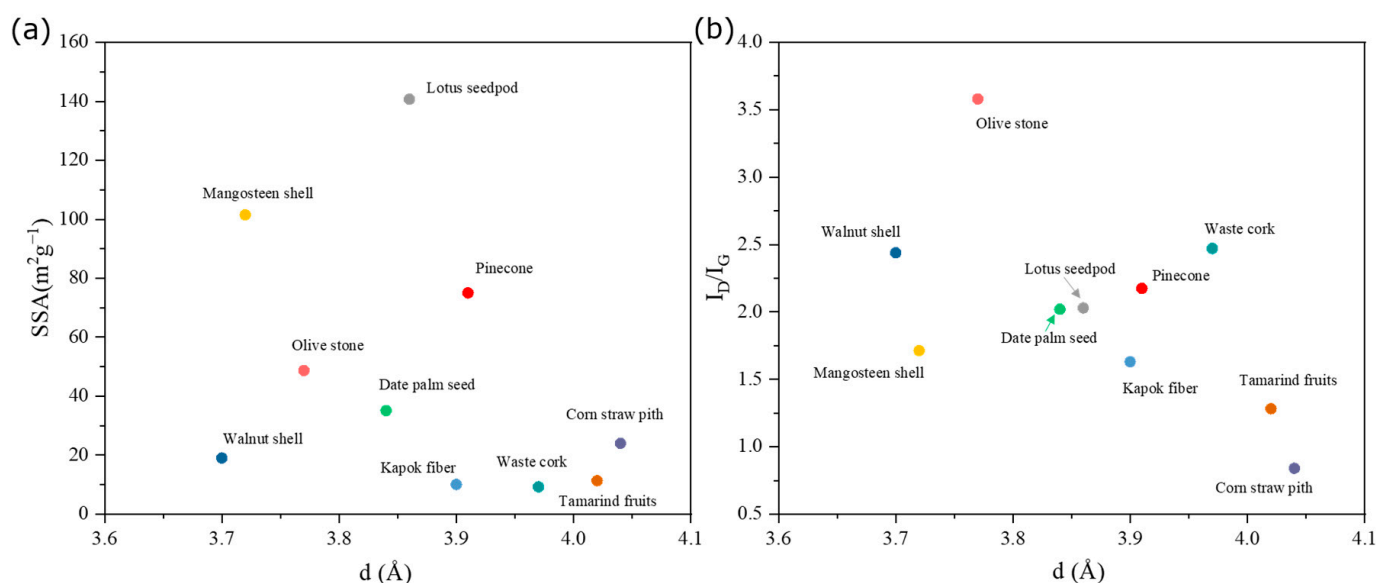 (a)
160
140
120
100
80
60
40
20
0
SSA(m²g⁻¹)
Lotus seedpod
Mangosteen shell
Pinecone
Olive stone
Date palm seed
Corn straw pith
Walnut shell
Kapok fiber
Waste cork
Tamarind fruits
3.6 3.7 3.8 3.9 4.0 4.1
d (Å)
(b)
4.0
3.5
3.0
2.5
2.0
1.5
1.0
0.5
I_D/I_G
Olive stone
Walnut shell
Waste cork
Lotus seedpod
Pinecone
Date palm seed
Mangosteen shell
Kapok fiber
Tamarind fruits
Corn straw pith
3.6 3.7 3.8 3.9 4.0 4.1
d (Å)